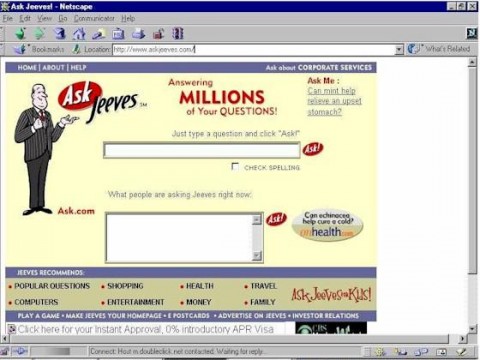 Ask Jeeves! - Netscape
File Edit View Go Communicator Help
Bookmarks Location: http://www.askjeeves.com/ What's Related
HOME | ABOUT | HELP Ask about CORPORATE SERVICES
Ask Jeeves TM
Answering
MILLIONS
of Your QUESTIONS!
Ask Me :
Can mint help
relieve an upset
stomach?
Just type a question and click "Ask!"
Ask!
CHECK SPELLING
What people are asking Jeeves right now:
Ask!
Can echinacea
help cure a cold?
health.com
Ask.com
JEEVES RECOMMENDS:
POPULAR QUESTIONS SHOPPING HEALTH TRAVEL
COMPUTERS ENTERTAINMENT MONEY FAMILY
Ask Jeeves For Kids!
PLAY A GAME • MAKE JEEVES YOUR HOMEPAGE • E POSTCARDS • ADVERTISE ON JEEVES • INVESTOR RELATIONS
Click here for your Instant Approval, 0% introductory APR Visa
CBS
Connect: Host m.doubleclick.net contacted. Waiting for reply...